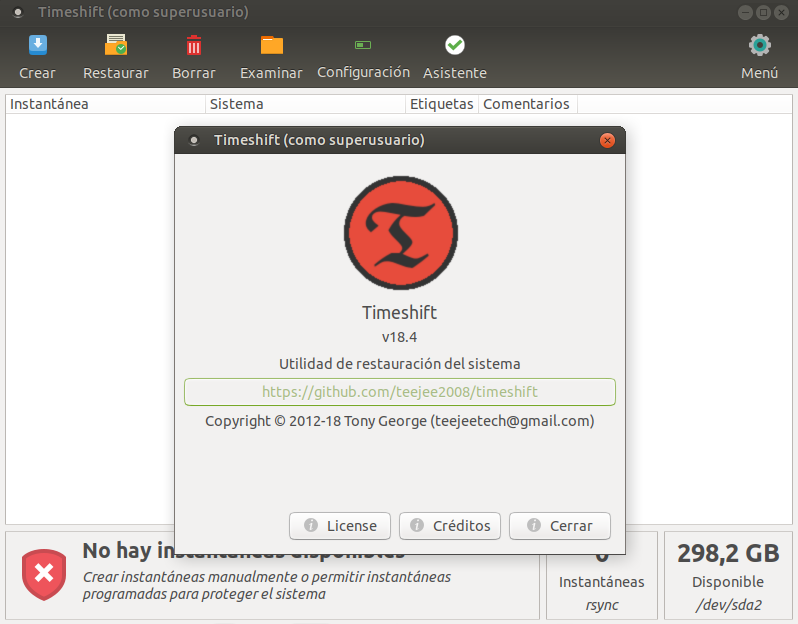 Timeshift (como superusuario)
Crear
Restaurar
Borrar
Examinar
Configuración
Asistente
Menú
Instantánea
Sistema
Etiquetas
Comentarios
Timeshift (como superusuario)
Timeshift
v18.4
Utilidad de restauración del sistema
https://github.com/teejee2008/timeshift
Copyright © 2012-18 Tony George (teejeetech@gmail.com)
License
Créditos
Cerrar
No hay instantáneas disponibles
Crear instantáneas manualmente o permitir instantáneas
programadas para proteger el sistema
0
Instantáneas
rsync
298,2 GB
Disponible
/dev/sda2